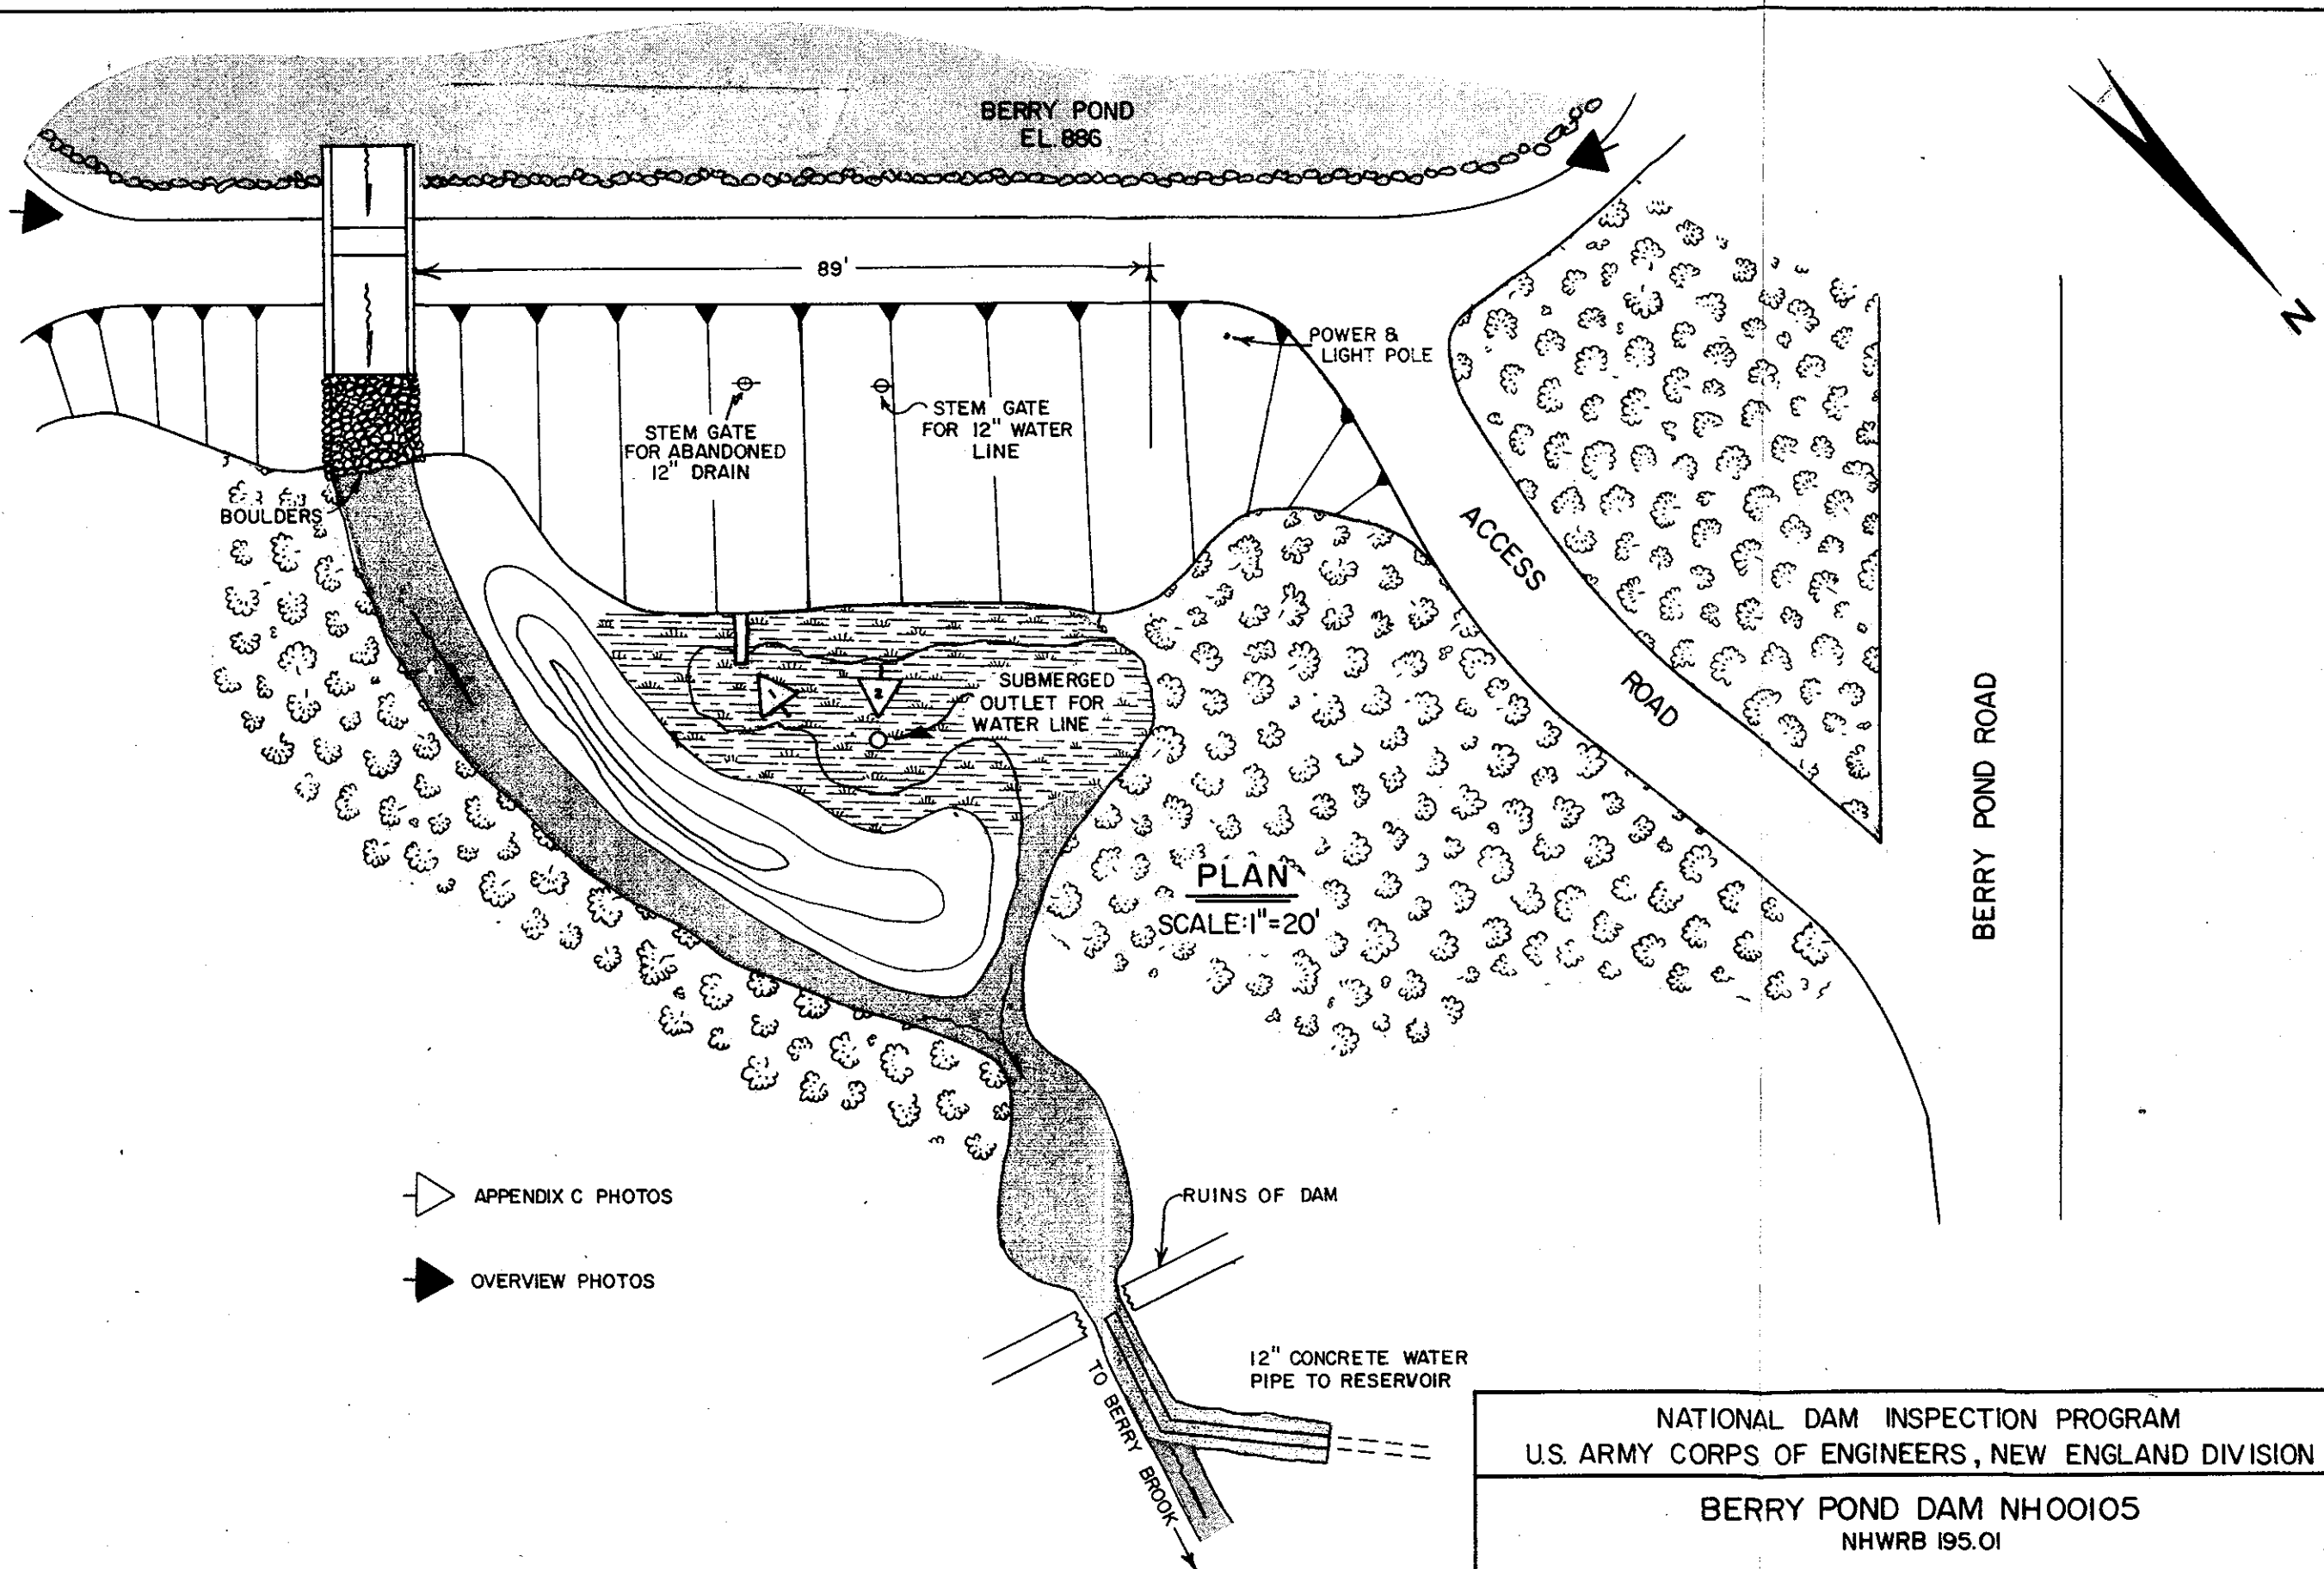 BERRY POND
EL. 886
N
89'
POWER &
LIGHT POLE
STEM GATE
FOR ABANDONED
12" DRAIN
STEM GATE
FOR 12" WATER
LINE
BOULDERS
ACCESS
ROAD
BERRY POND ROAD
1
2
SUBMERGED
OUTLET FOR
WATER LINE
PLAN
SCALE: 1"=20'
APPENDIX C PHOTOS
OVERVIEW PHOTOS
RUINS OF DAM
12" CONCRETE WATER
PIPE TO RESERVOIR
TO BERRY BROOK
NATIONAL DAM INSPECTION PROGRAM
U.S. ARMY CORPS OF ENGINEERS, NEW ENGLAND DIVISION
BERRY POND DAM NH00105
NHWRB 195.01